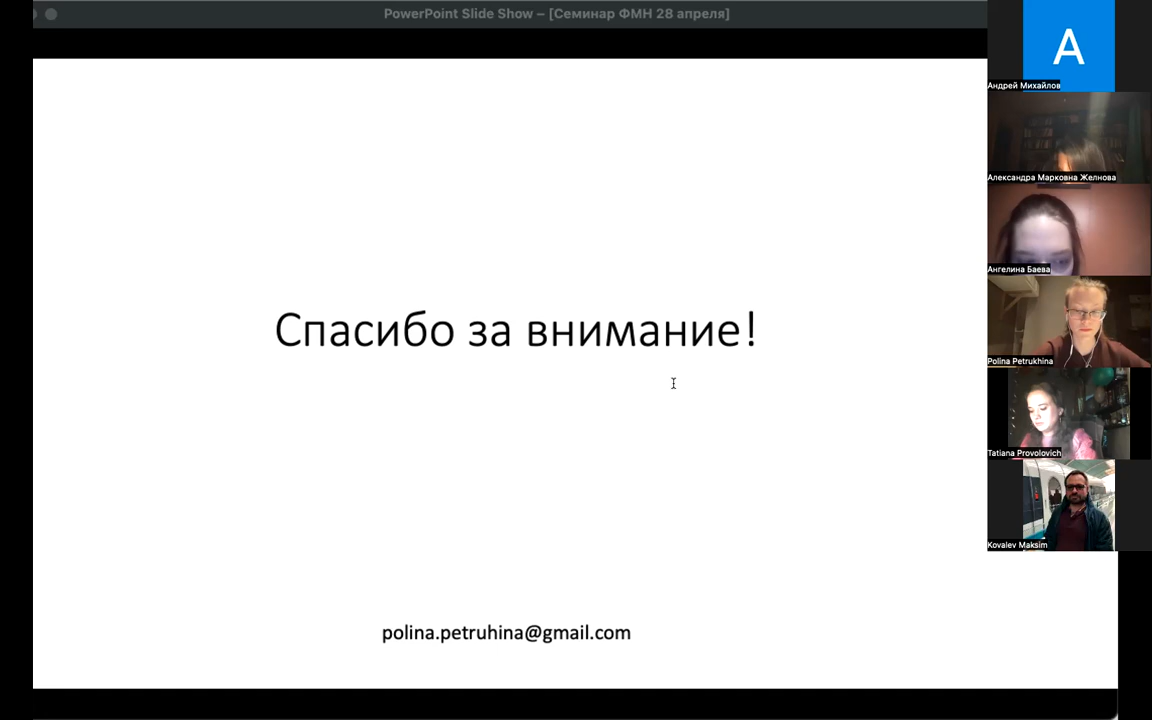 PowerPoint Slide Show – [Семинар ФМН 28 апреля]
А
Андрей Михайлов
Александра Марковна Желнова
Ангелина Баева
Polina Petrukhina
Tatiana Provolovich
Kovalev Maksim
Спасибо за внимание!
polina.petruhina@gmail.com